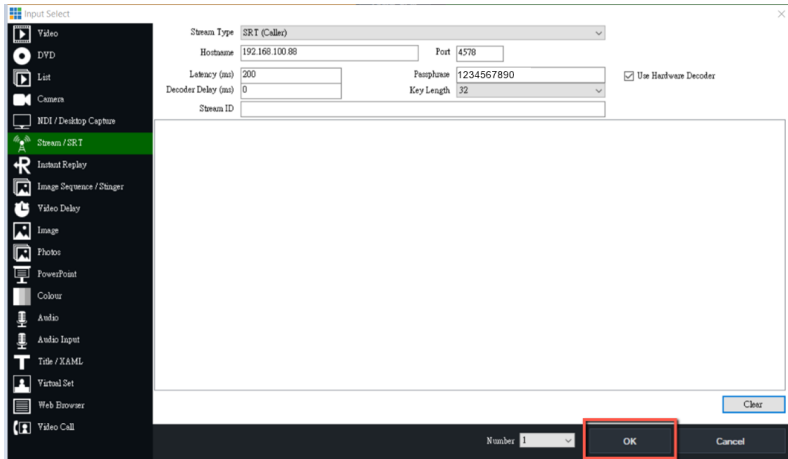 Input Select
Video
DVD
List
Camera
NDI / Desktop Capture
Stream / SRT
Instant Replay
Image Sequence / Stinger
Video Delay
Image
Photos
PowerPoint
Colour
Audio
Audio Input
Title / XAML
Virtual Set
Web Browser
Video Call
Stream Type SRT (Caller)
Hostname 192.168.100.88 Port 4578
Latency (ms) 200 Passphrase 1234567890 Use Hardware Decoder
Decoder Delay (ms) 0 Key Length 32
Stream ID
Clear
Number 1 OK Cancel